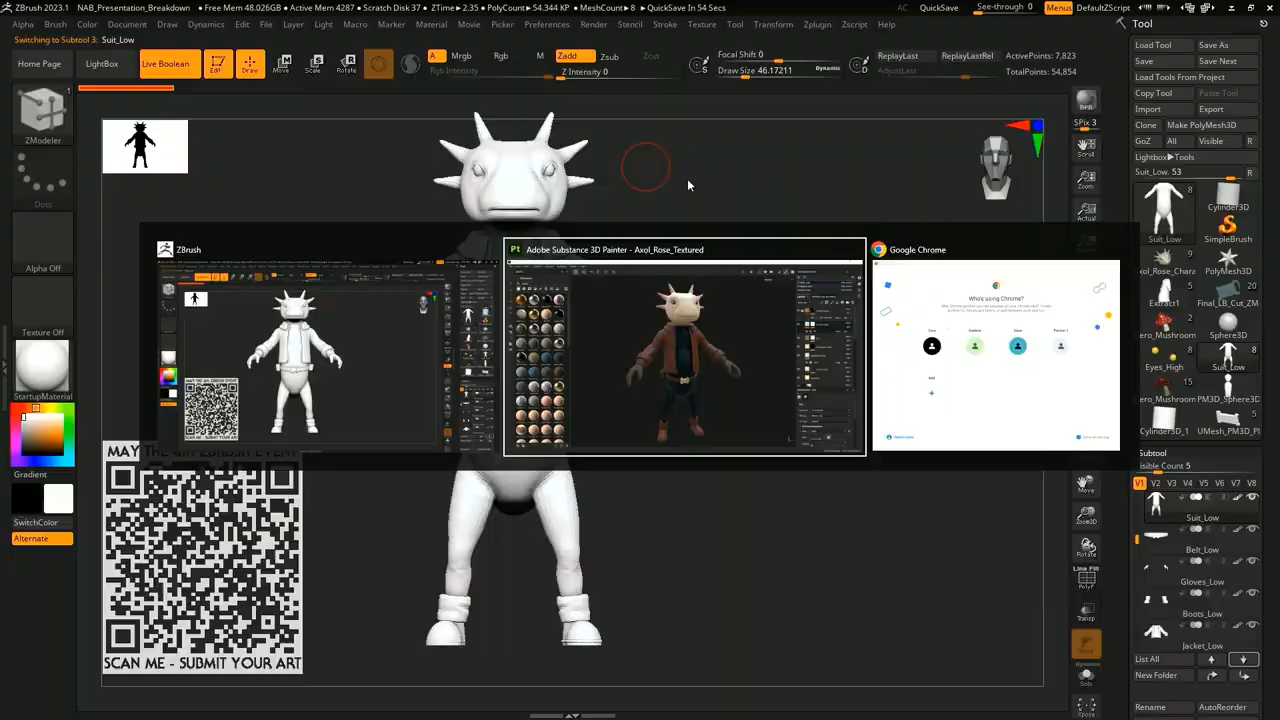 ZBrush 2023.1 NAB_Presentation_Breakdown • Free Mem 48.026GB • Active Mem 4287 • Scratch Disk 37 • ZTime▸2.35 • PolyCount▸54.344 KP • MeshCount▸8 • QuickSave In 54 Secs AC QuickSave See-through 0 Menus DefaultZScript
Alpha Brush Color Document Draw Dynamics Edit File Layer Light Macro Marker Material Movie Picker Preferences Render Stencil Stroke Texture Tool Transform Zplugin Zscript Help
Tool
Switching to Subtool 3: Suit_Low
Home Page LightBox Live Boolean Edit Draw Move Scale Rotate
A Mrgb Rgb M Zadd Zsub Zcut
Rgb Intensity Z Intensity 0
Focal Shift 0
Draw Size 46.17211 Dynamic
ReplayLast ReplayLastRel ActivePoints: 7,823
AdjustLast TotalPoints: 54,854
Load Tool Save As
Save Save Next
Load Tools From Project
Copy Tool Paste Tool
Import Export
Clone Make PolyMesh3D
GoZ All Visible R
Lightbox▶Tools
Suit_Low. 53 R
ZModeler
Dots
Alpha Off
Texture Off
StartupMaterial
Gradient
SwitchColor
Alternate
BPR
SPix 3
Scroll
Zoom
Actual
ZBrush
Adobe Substance 3D Painter - Axol_Rose_Textured
Google Chrome
Who's using Chrome?
SCAN ME - SUBMIT YOUR ART
Move
Zoom3D
Rotate
Line Fill
PolyF
Transp
Solo
Xpose
8
Suit_Low
Cylinder3D
SimpleBrush
PolyMesh3D
Extract1
Final_LB_Cut_ZM
Sphere3D
Eyes_High
Suit_Low
PM3D_Sphere3D
Cylinder3D_1
UMesh_PM3D_Pl
Subtool
Visible Count 5
V1 V2 V3 V4 V5 V6 V7 V8
Suit_Low
Belt_Low
Gloves_Low
Boots_Low
Jacket_Low
List All
New Folder
Rename AutoReorder